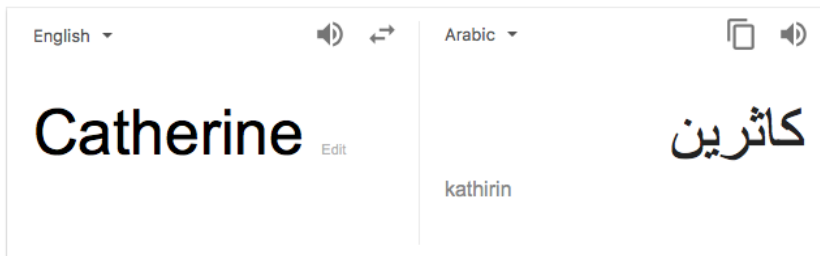 English
Arabic
Catherine Edit
كاثرين
kathirin